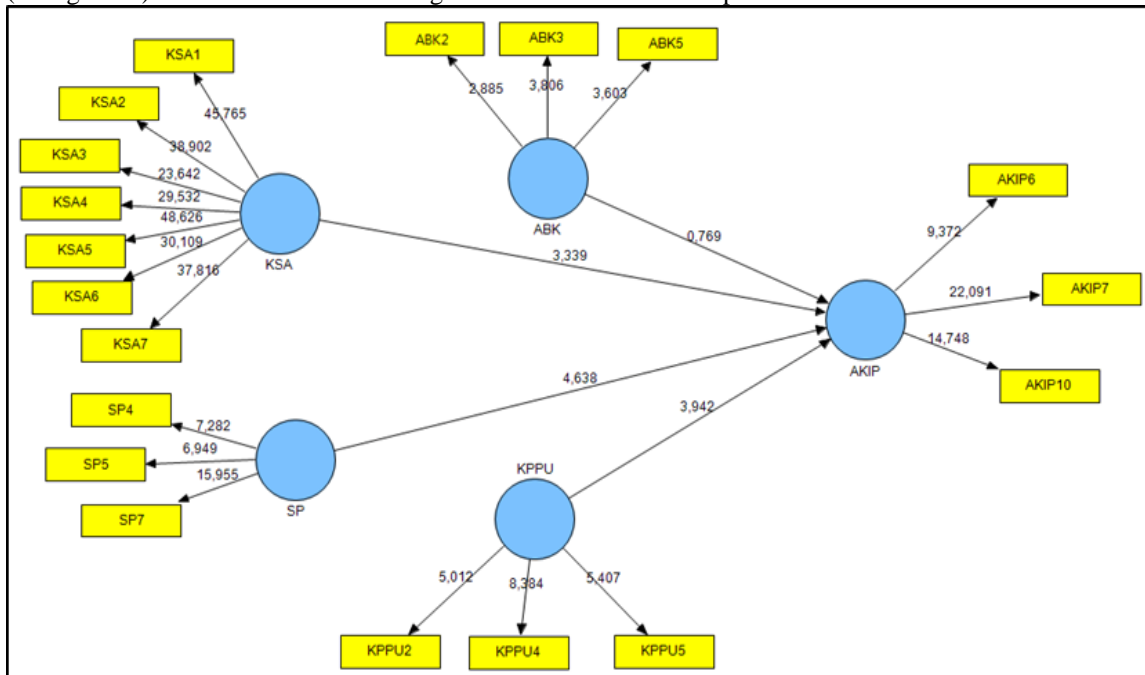 ABK2
ABK3
ABK5
KSA1
2,885
3,806
3,603
45,765
KSA2
38,902
KSA3
23,642
KSA4
29,532
KSA5
48,626
KSA6
30,109
KSA7
37,816
KSA
ABK
3,339
0,769
AKIP6
9,372
AKIP7
22,091
AKIP10
14,748
AKIP
SP4
7,282
SP5
6,949
SP7
15,955
SP
4,638
3,942
KPPU
5,012
8,384
5,407
KPPU2
KPPU4
KPPU5